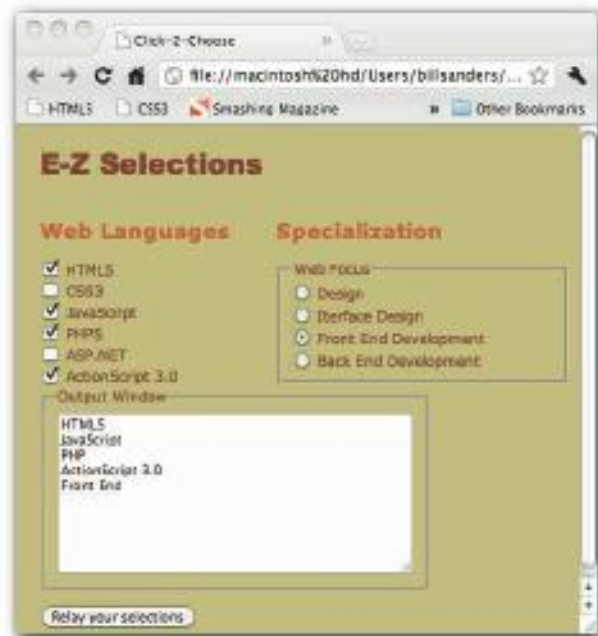 Click-2-Choose
file://macintosh%20hd/Users/billsanders/...
HTML5 CSS3 Smashing Magazine » Other Bookmarks
E-Z Selections
Web Languages
HTML5
CSS3
JavaScript
PHP5
ASP.NET
ActionScript 3.0
Specialization
Web Focus
Design
Iterface Design
Front End Development
Back End Development
Output Window
HTML5
JavaScript
PHP
ActionScript 3.0
Front End
Relay your selections